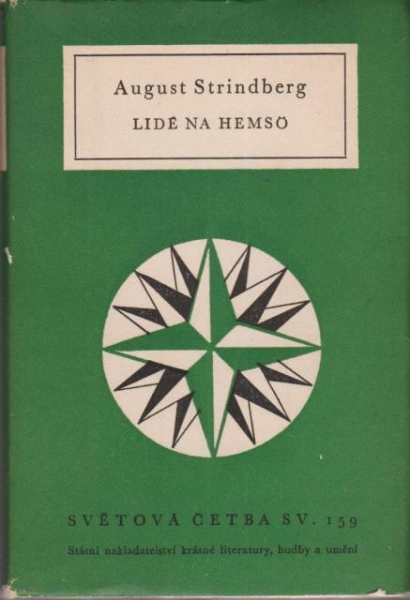 August Strindberg
LIDÉ NA HEMSÖ
SVĚTOVÁ ČETBA SV. 159
Státní nakladatelství krásné literatury, hudby a umění